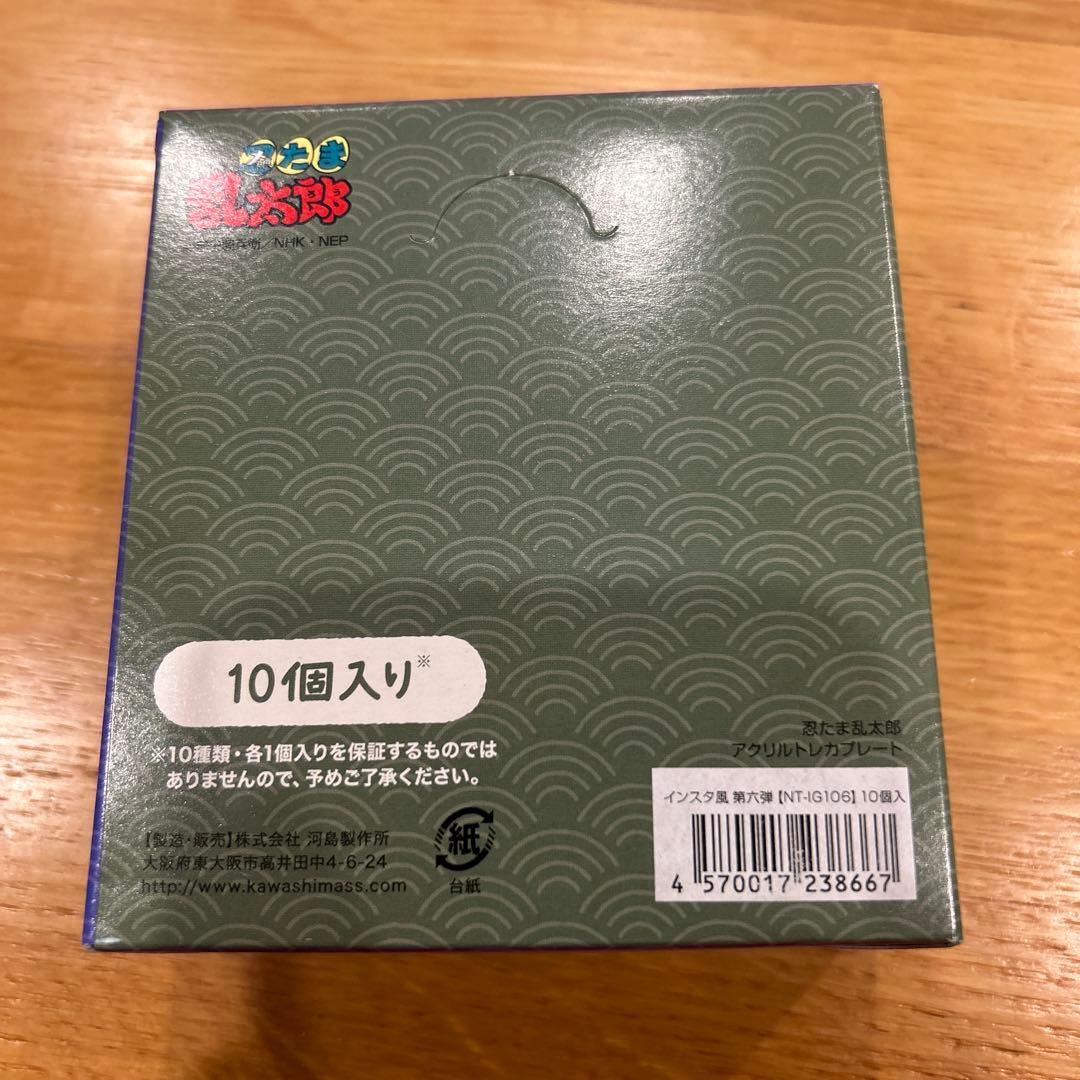 忍たま
乱太郎
尼子騒兵衛／NHK・NEP
10個入り※
※10種類・各1個入りを保証するものでは
ありませんので、予めご了承ください。
【製造・販売】株式会社 河島製作所
大阪府東大阪市高井田中4-6-24
http://www.kawashimass.com
紙
台紙
忍たま乱太郎
アクリルトレカプレート
インスタ風 第六弾【NT-IG106】10個入
4 570017 238667